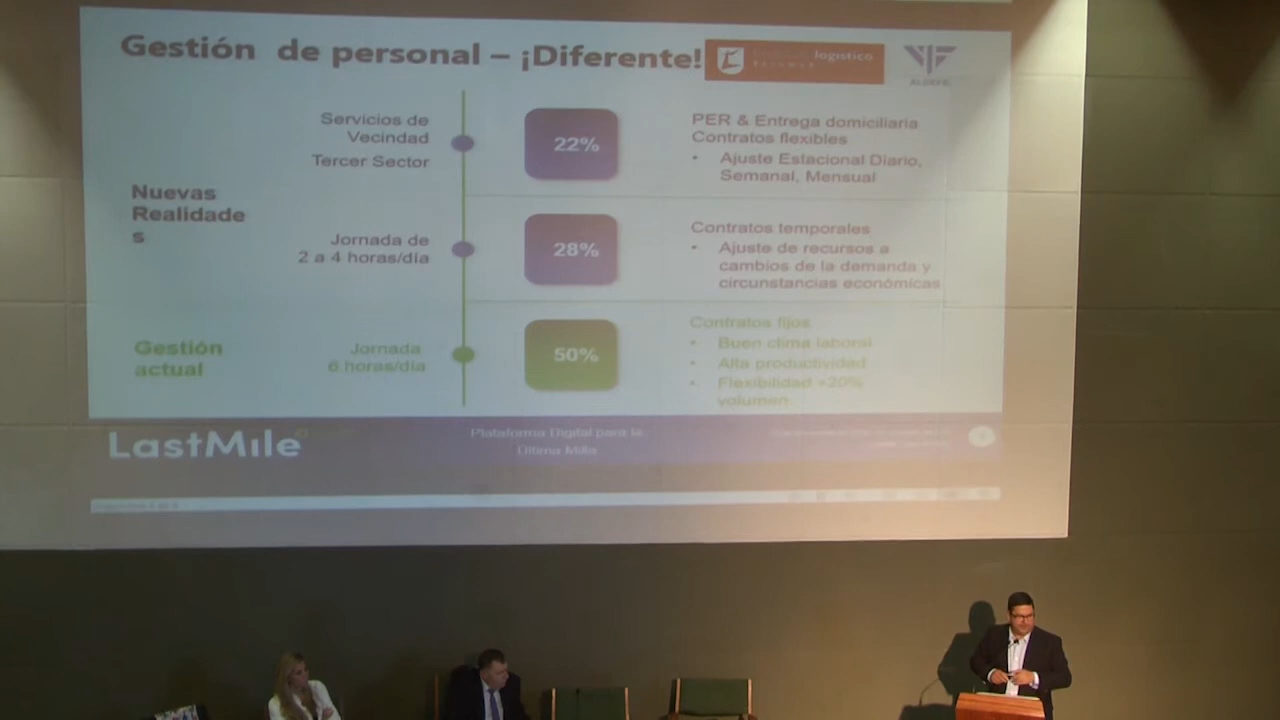 Gestión de personal – ¡Diferente!
logístico
Servicios de
Vecindad
Tercer Sector
22%
PER & Entrega domiciliaria
Contratos flexibles
• Ajuste Estacional Diario,
Semanal, Mensual
Nuevas
Realidade
s
Jornada de
2 a 4 horas/día
28%
Contratos temporales
• Ajuste de recursos a
cambios de la demanda y
circunstancias económicas
Gestión
actual
Jornada
6 horas/día
50%
Contratos fijos
• Buen clima laboral
• Alta productividad
• Flexibilidad +20%
volumen
LastMile
Plataforma Digital para la
Última Milla